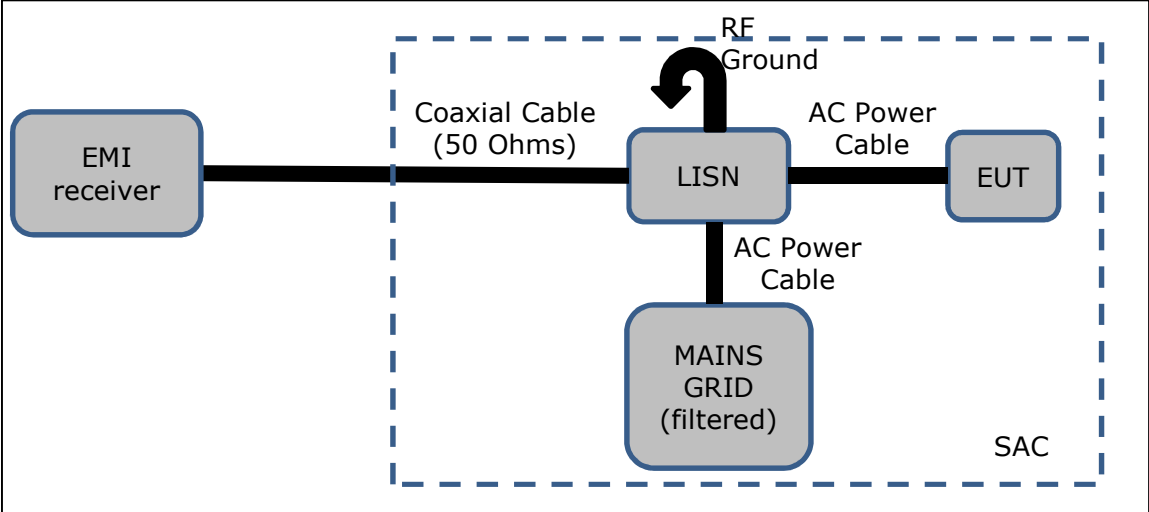 RF
Ground
Coaxial Cable
(50 Ohms)
AC Power
Cable
EMI
receiver
LISN
EUT
AC Power
Cable
MAINS
GRID
(filtered)
SAC